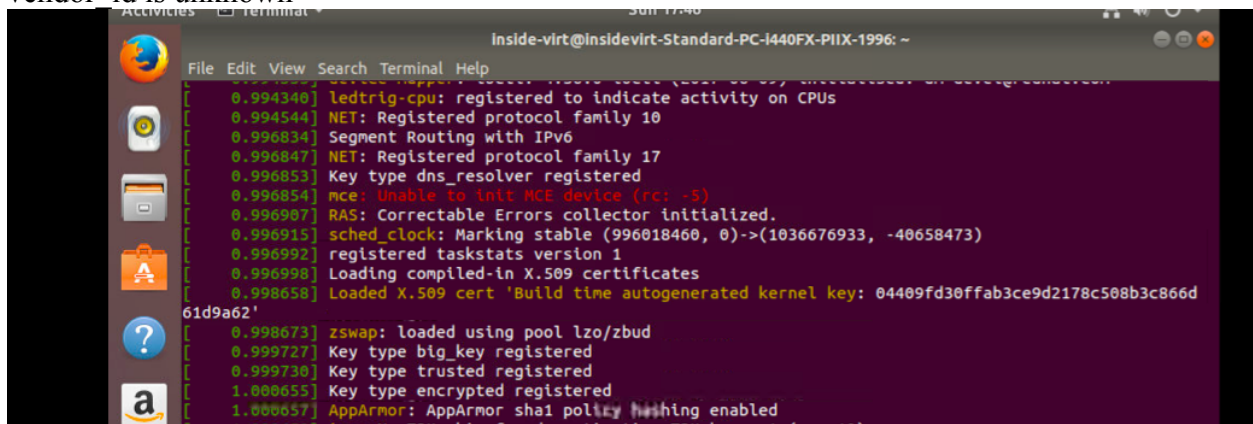 vendor_id is unknown
Activities Terminal
Sun 17:46
inside-virt@insidevirt-Standard-PC-i440FX-PIIX-1996: ~
File Edit View Search Terminal Help
[ 0.994340] ledtrig-cpu: registered to indicate activity on CPUs
[ 0.994544] NET: Registered protocol family 10
[ 0.996834] Segment Routing with IPv6
[ 0.996847] NET: Registered protocol family 17
[ 0.996853] Key type dns_resolver registered
[ 0.996854] mce: Unable to init MCE device (rc: -5)
[ 0.996907] RAS: Correctable Errors collector initialized.
[ 0.996915] sched_clock: Marking stable (996018460, 0)->(1036676933, -40658473)
[ 0.996992] registered taskstats version 1
[ 0.996998] Loading compiled-in X.509 certificates
[ 0.998658] Loaded X.509 cert 'Build time autogenerated kernel key: 04409fd30ffab3ce9d2178c508b3c866d
61d9a62'
[ 0.998673] zswap: loaded using pool lzo/zbud
[ 0.999727] Key type big_key registered
[ 0.999730] Key type trusted registered
[ 1.000655] Key type encrypted registered
[ 1.000657] AppArmor: AppArmor sha1 policy hashing enabled